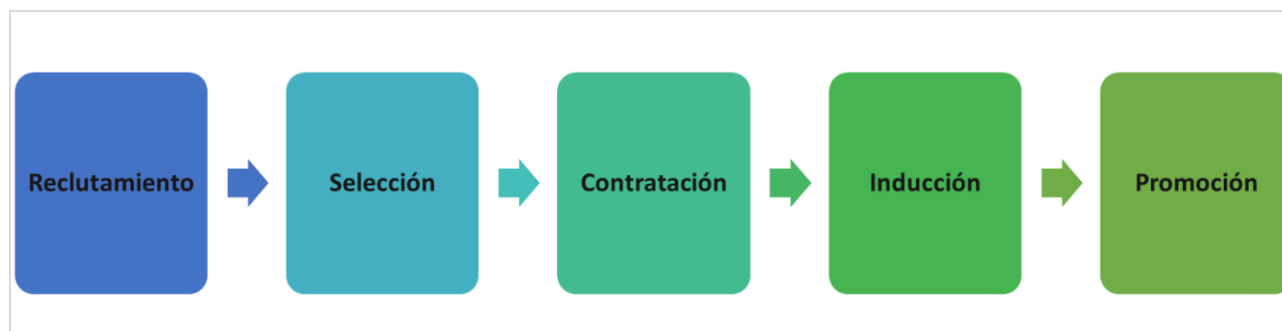 Reclutamiento
Selección
Contratación
Inducción
Promoción